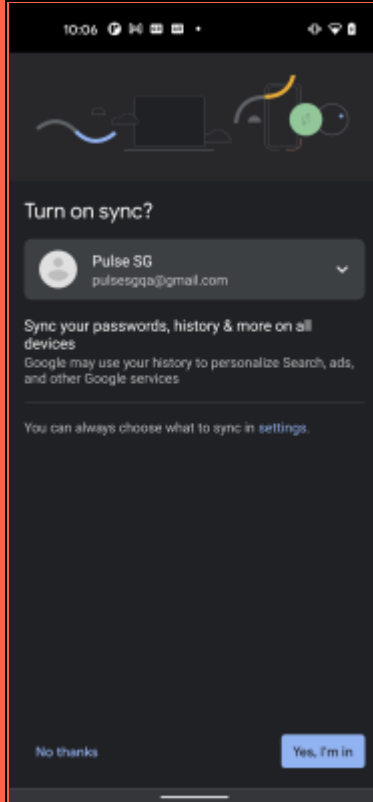 10:06
Turn on sync?
Pulse SG
pulsesgqa@gmail.com
Sync your passwords, history & more on all
devices
Google may use your history to personalize Search, ads,
and other Google services
You can always choose what to sync in settings.
No thanks
Yes, I'm in